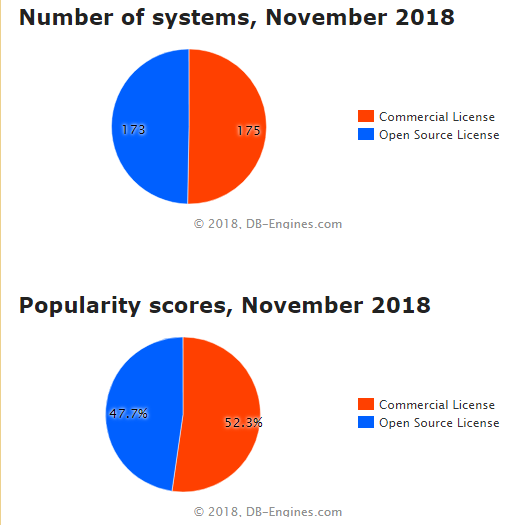 Number of systems, November 2018
173
175
Commercial License
Open Source License
© 2018, DB-Engines.com
Popularity scores, November 2018
47.7%
52.3%
Commercial License
Open Source License
© 2018, DB-Engines.com